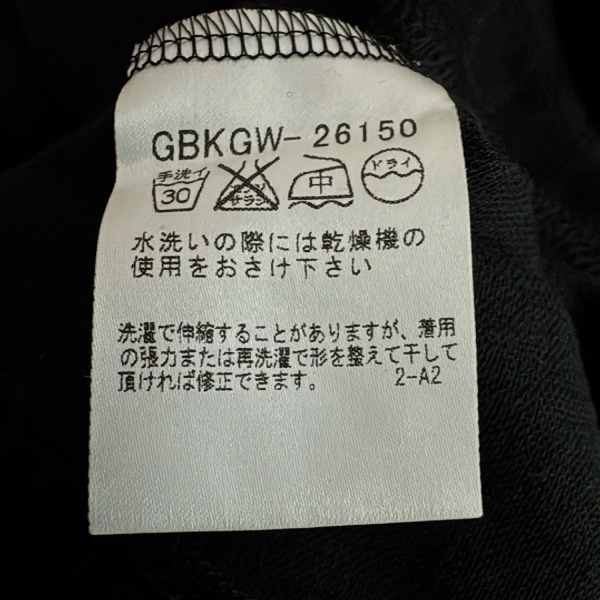 GBKGW-26150
手洗イ 30 エンソサラシ 中 ドライ
水洗いの際には乾燥機の
使用をおさけ下さい
洗濯で伸縮することがありますが、着用
の張力または再洗濯で形を整えて干して
頂ければ修正できます。 2-A2